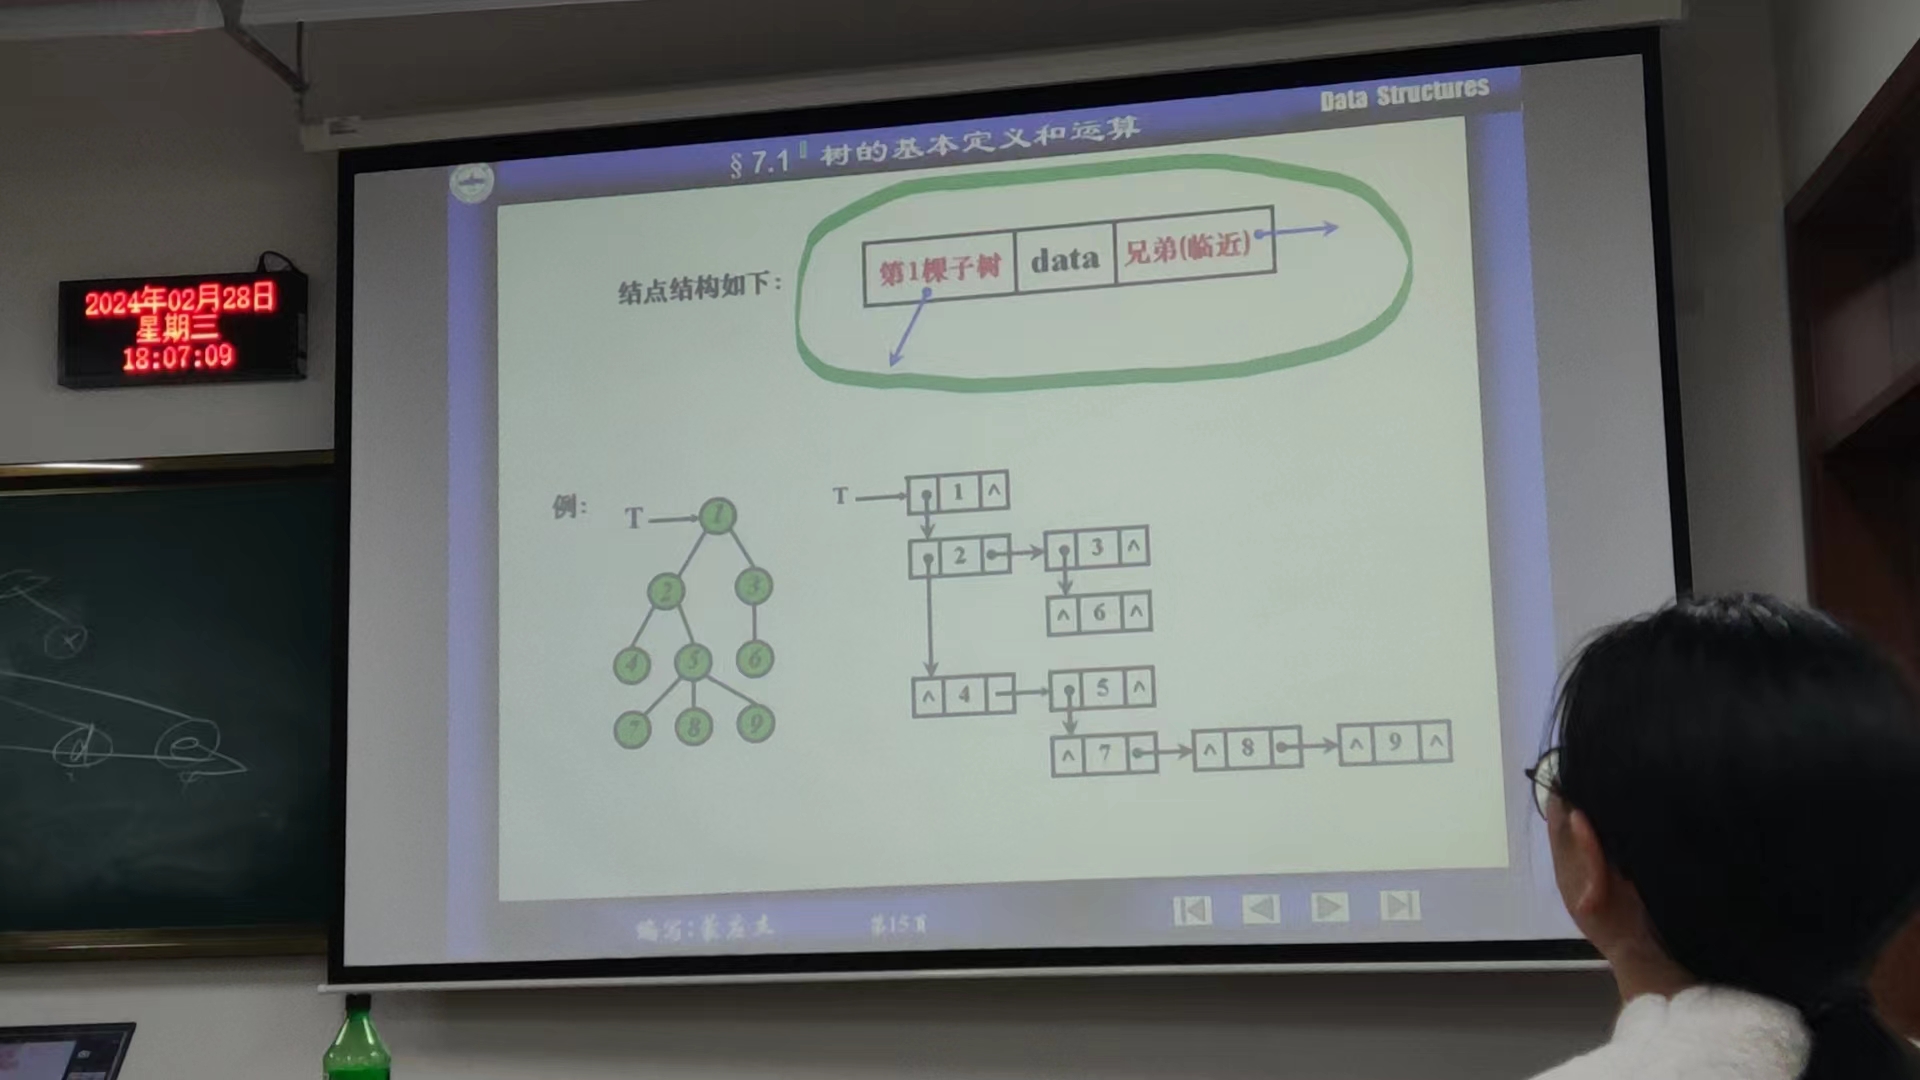 Data Structures
§7.1 树的基本定义和运算
2024年02月28日
星期三
18:07:09
结点结构如下:
第1棵子树 data 兄弟(临近)
例:
T
1
2 3
4 5 6
7 8 9
T
1 ^
2 3 ^
^ 6 ^
^ 4 5 ^
^ 7 ^ 8 ^ 9 ^
d e
x
编写:
第15页